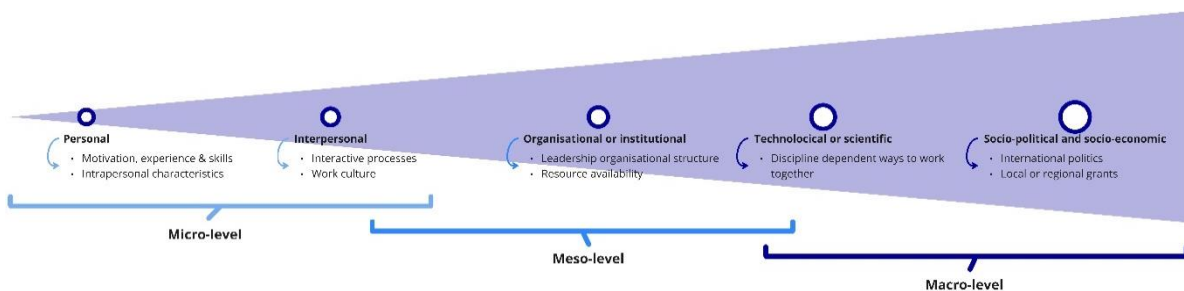 Personal
• Motivation, experience & skills
• Intrapersonal characteristics
Interpersonal
• Interactive processes
• Work culture
Organisational or institutional
• Leadership organisational structure
• Resource availability
Technolocical or scientific
• Discipline dependent ways to work
together
Socio-political and socio-economic
• International politics
• Local or regional grants
Micro-level
Meso-level
Macro-level